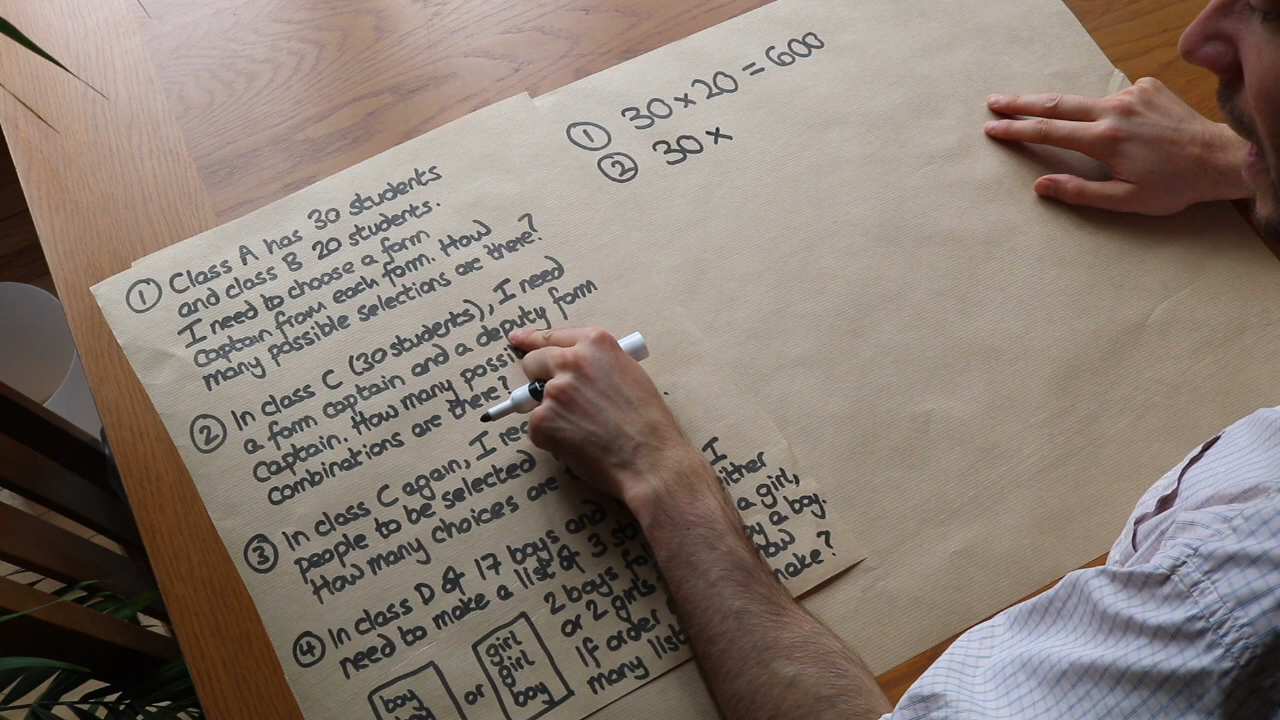 ① 30 × 20 = 600
② 30 ×
① Class A has 30 students
and class B 20 students.
I need to choose a form
captain from each form. How
many possible selections are there?
② In class C (30 students), I need
a form captain and a deputy form
captain. How many
combinations are there?
③ In class C again, I
people to be selected
How many choices are
④ In class D of 17 boys and I
need to make a list of 3 either
2 boys a girl,
or 2 girls by a boy.
If order
many make?
boy
or
girl
girl
boy